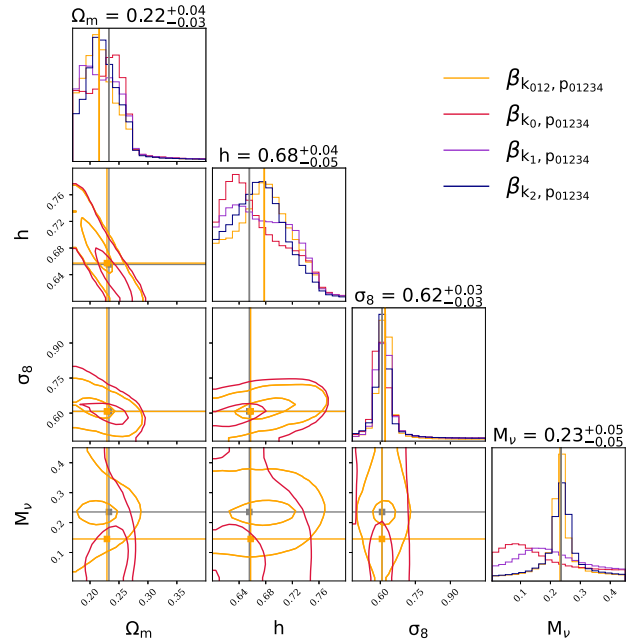 Ωm = 0.22+0.04−0.03
βk012, p01234
βk0, p01234
βk1, p01234
βk2, p01234
h = 0.68+0.04−0.05
0.76
0.72
0.68
0.64
h
σ8 = 0.62+0.03−0.03
0.90
0.75
0.60
σ8
Mν = 0.23+0.05−0.05
0.4
0.3
0.2
0.1
Mν
0.20 0.25 0.30 0.35
0.64 0.68 0.72 0.76
0.60 0.75 0.90
0.1 0.2 0.3 0.4
Ωm h σ8 Mν